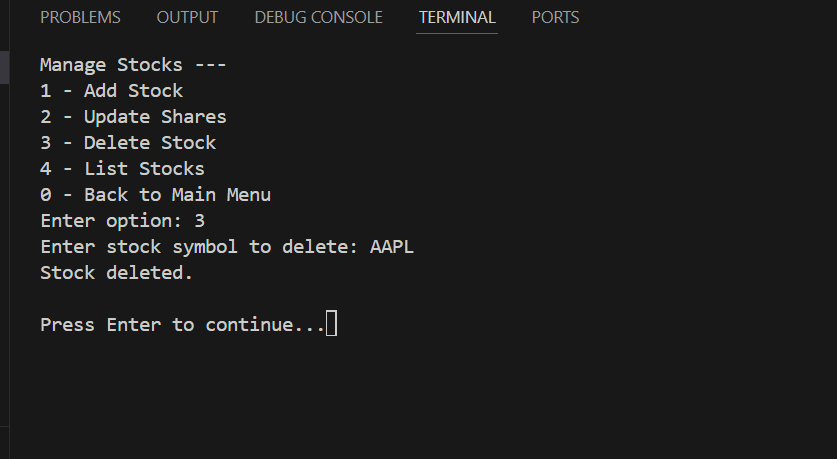 PROBLEMS OUTPUT DEBUG CONSOLE TERMINAL PORTS
Manage Stocks ---
1 - Add Stock
2 - Update Shares
3 - Delete Stock
4 - List Stocks
0 - Back to Main Menu
Enter option: 3
Enter stock symbol to delete: AAPL
Stock deleted.
Press Enter to continue...